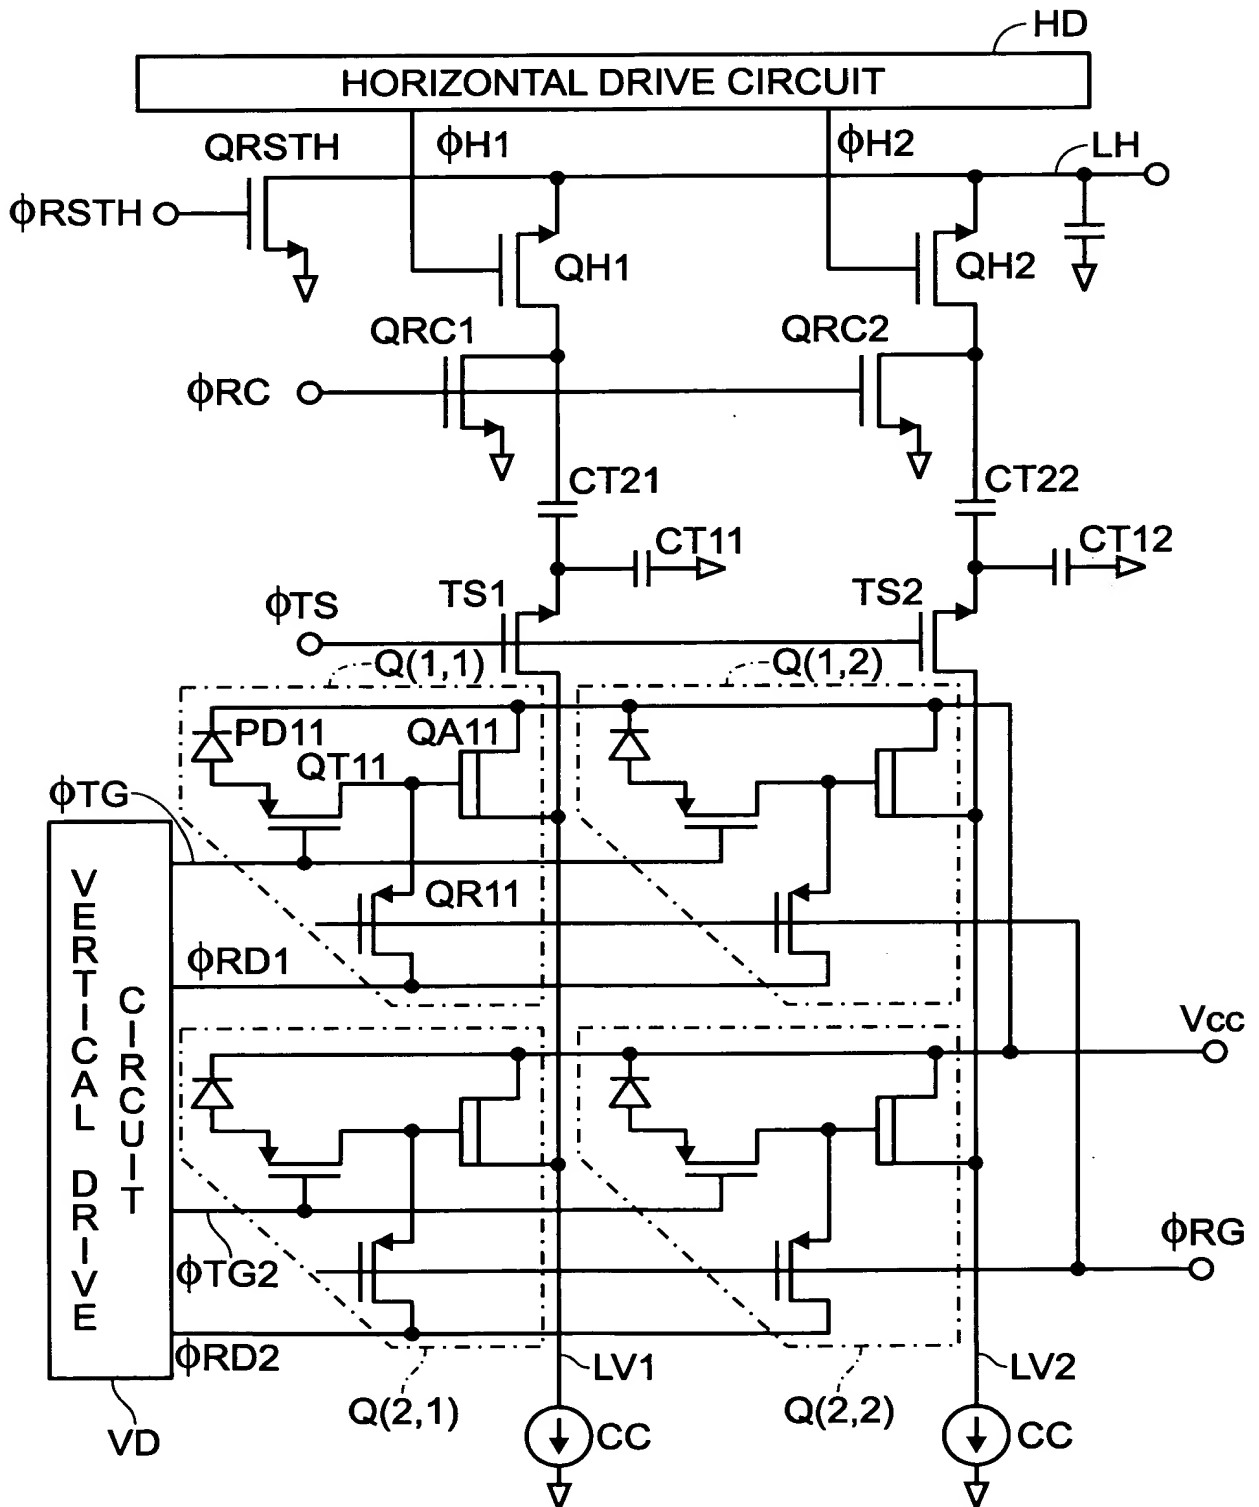 HD
HORIZONTAL DRIVE CIRCUIT
QRSTH
ϕH1
ϕH2
LH
ϕRSTH
QH1
QH2
QRC1
QRC2
ϕRC
CT21
CT22
CT11
CT12
TS1
TS2
ϕTS
Q(1,1)
Q(1,2)
PD11
QA11
QT11
ϕTG
QR11
ϕRD1
VERTICAL DRIVE
CIRCUIT
Vcc
ϕRG
ϕTG2
ϕRD2
LV1
LV2
Q(2,1)
Q(2,2)
VD
CC
CC